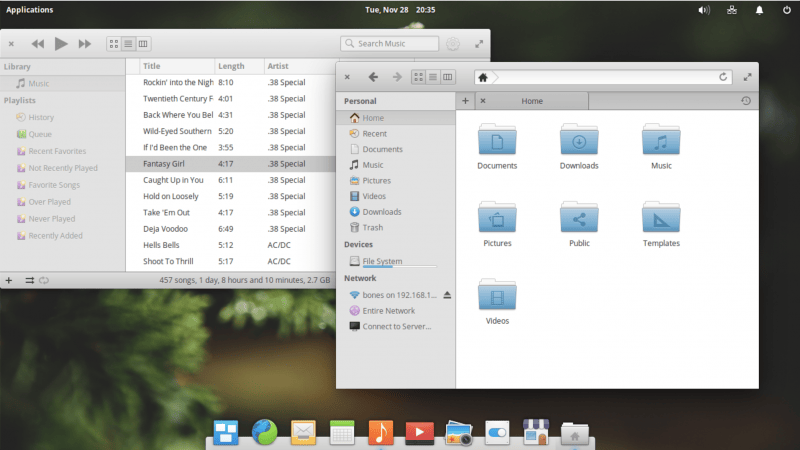 Applications
Tue, Nov 28 20:35
Search Music
Library
Music
Playlists
History
Queue
Recent Favorites
Not Recently Played
Favorite Songs
Over Played
Never Played
Recently Added
Title Length Artist
Rockin' into the Nigh 8:10 .38 Special
Twentieth Century F 4:01 .38 Special
Back Where You Bel 4:31 .38 Special
Wild-Eyed Southern 5:20 .38 Special
If I'd Been the One 3:55 .38 Special
Fantasy Girl 4:17 .38 Special
Caught Up in You 4:37 .38 Special
Hold on Loosely 5:19 .38 Special
Take 'Em Out 4:17 .38 Special
Deja Voodoo 6:49 .38 Special
Hells Bells 5:12 AC/DC
Shoot To Thrill 5:17 AC/DC
457 songs, 1 day, 8 hours and 10 minutes, 2.7 GB
Home
Personal
Home
Recent
Documents
Music
Pictures
Videos
Downloads
Trash
Devices
File System
Network
bones on 192.168.1...
Entire Network
Connect to Server...
Documents Downloads Music
Pictures Public Templates
Videos